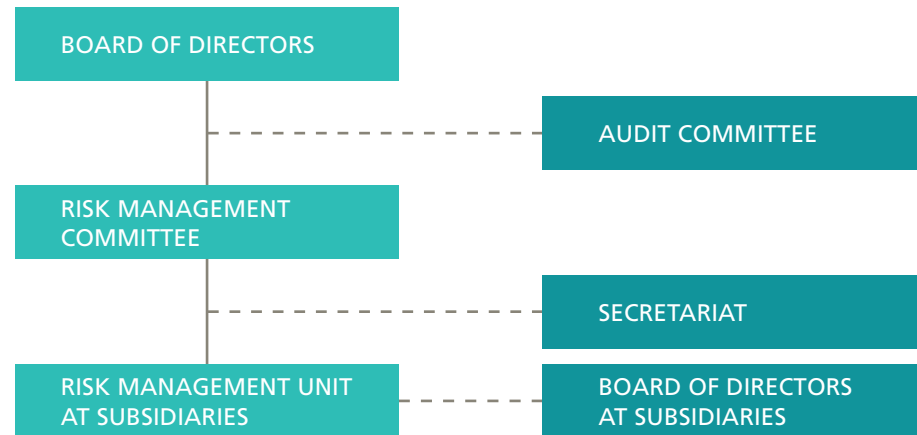 BOARD OF DIRECTORS
AUDIT COMMITTEE
RISK MANAGEMENT
COMMITTEE
SECRETARIAT
RISK MANAGEMENT UNIT
AT SUBSIDIARIES
BOARD OF DIRECTORS
AT SUBSIDIARIES